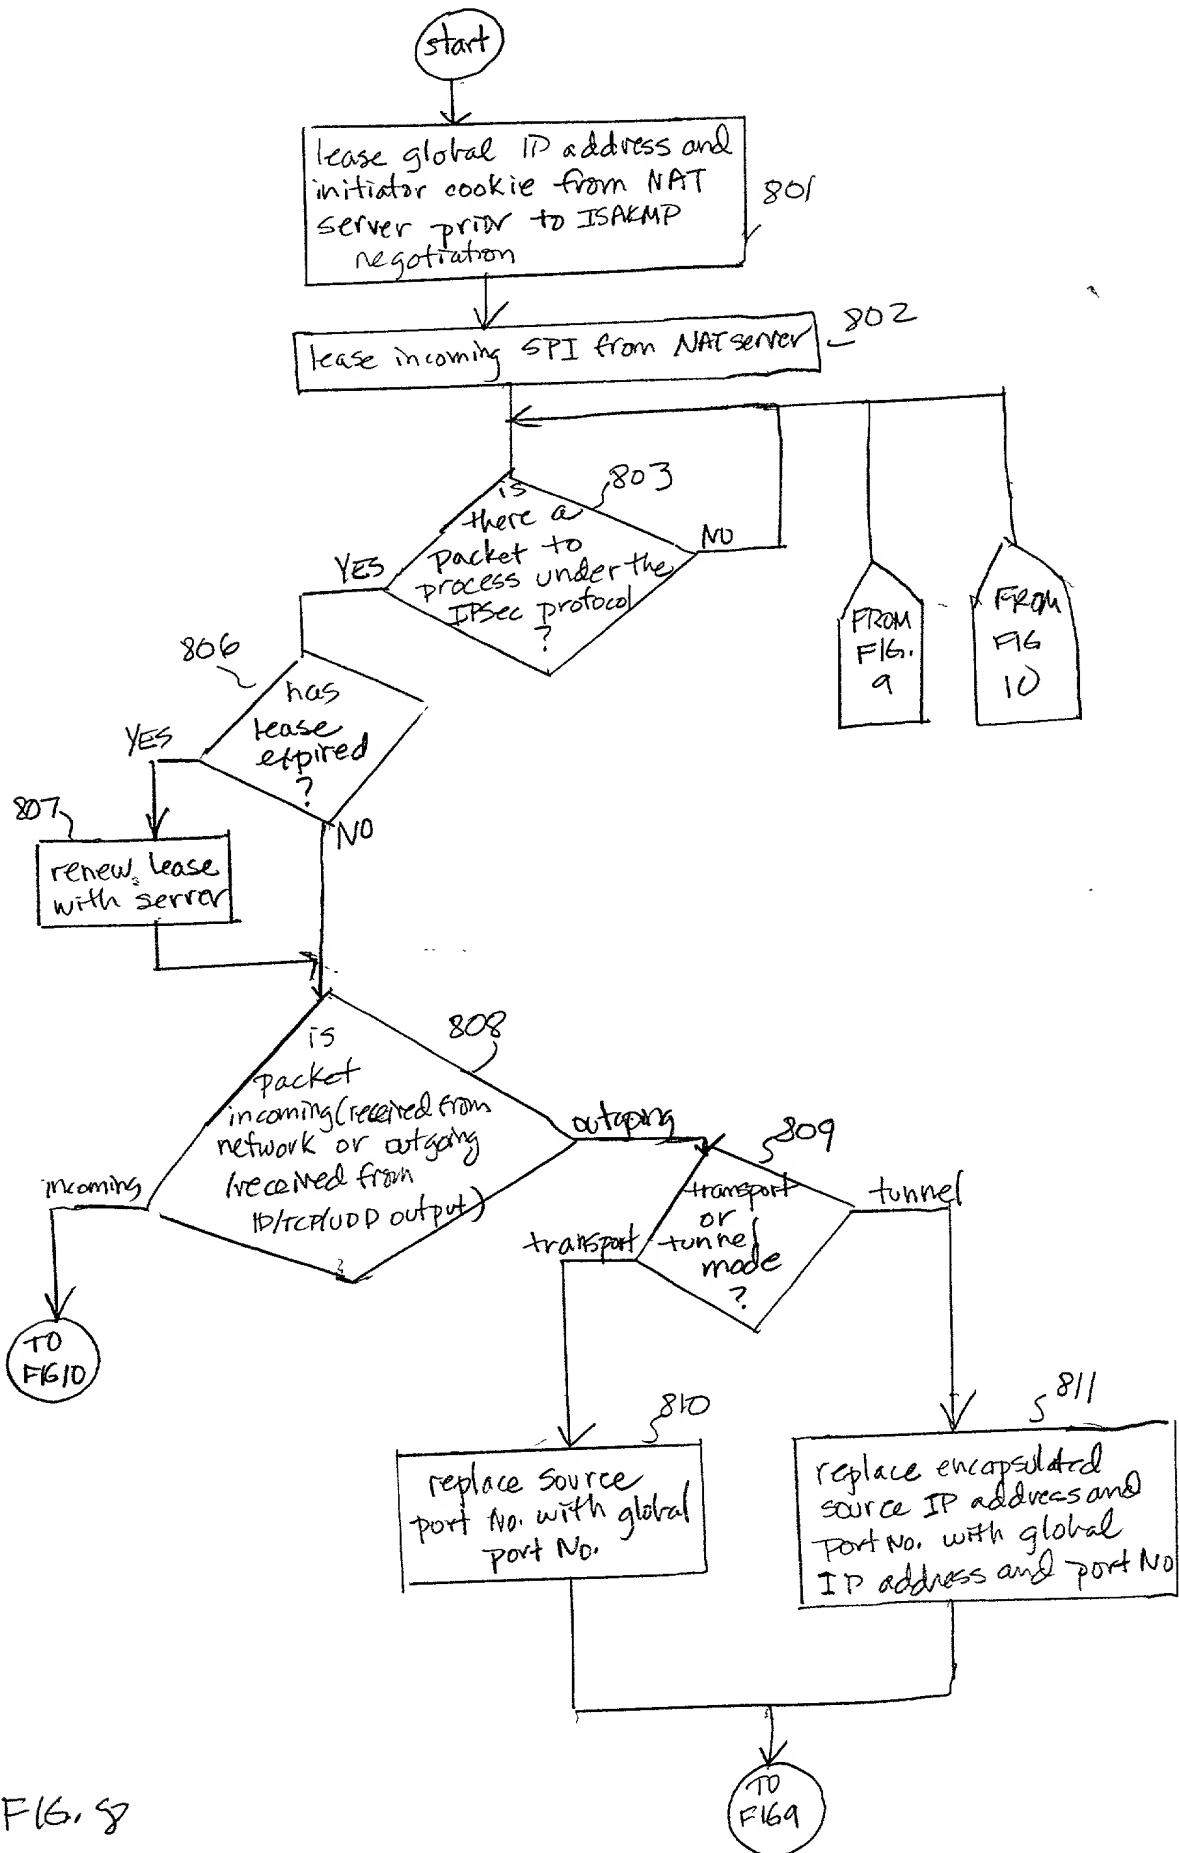 start
lease global IP address and
initiator cookie from NAT
server prior to ISAKMP
negotiation
801
lease incoming SPI from NAT server
802
is
there a
packet to
process under the
IPSec protocol
?
803
YES
NO
FROM
FIG.
9
FROM
FIG
10
806
has
lease
expired
?
YES
NO
807
renew lease
with server
808
is
packet
incoming (received from
network or outgoing
(received from
IP/TCP/UDP output)
?
incoming
outgoing
TO
FIG10
809
transport
or
tunnel
mode
?
transport
tunnel
810
replace source
port No. with global
port No.
811
replace encapsulated
source IP address and
port No. with global
IP address and port No
TO
FIG9
FIG. 8